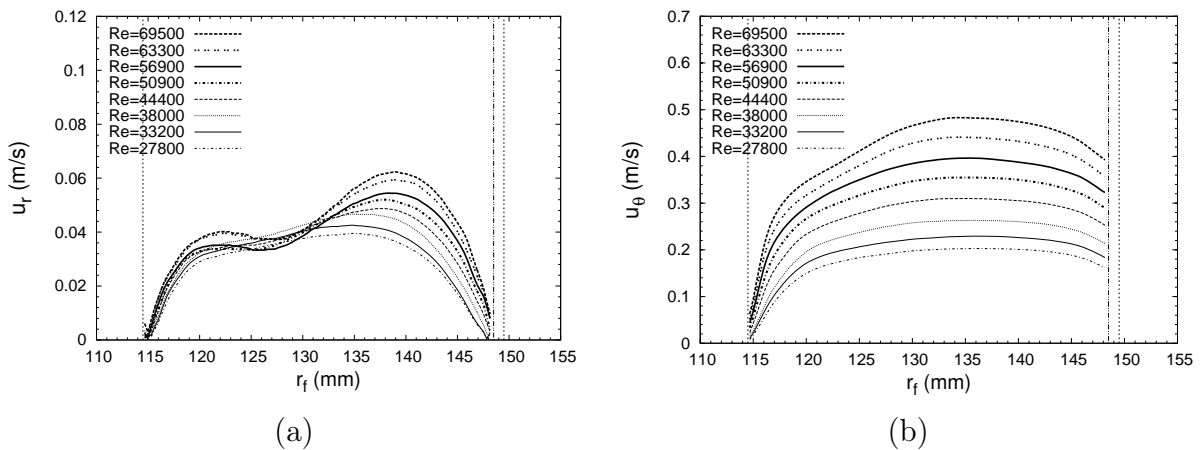 0.12
0.1
0.08
0.06
0.04
0.02
0
u_r (m/s)
Re=69500
Re=63300
Re=56900
Re=50900
Re=44400
Re=38000
Re=33200
Re=27800
110 115 120 125 130 135 140 145 150 155
r_f (mm)
(a)
0.7
0.6
0.5
0.4
0.3
0.2
0.1
0
u_θ (m/s)
Re=69500
Re=63300
Re=56900
Re=50900
Re=44400
Re=38000
Re=33200
Re=27800
110 115 120 125 130 135 140 145 150 155
r_f (mm)
(b)